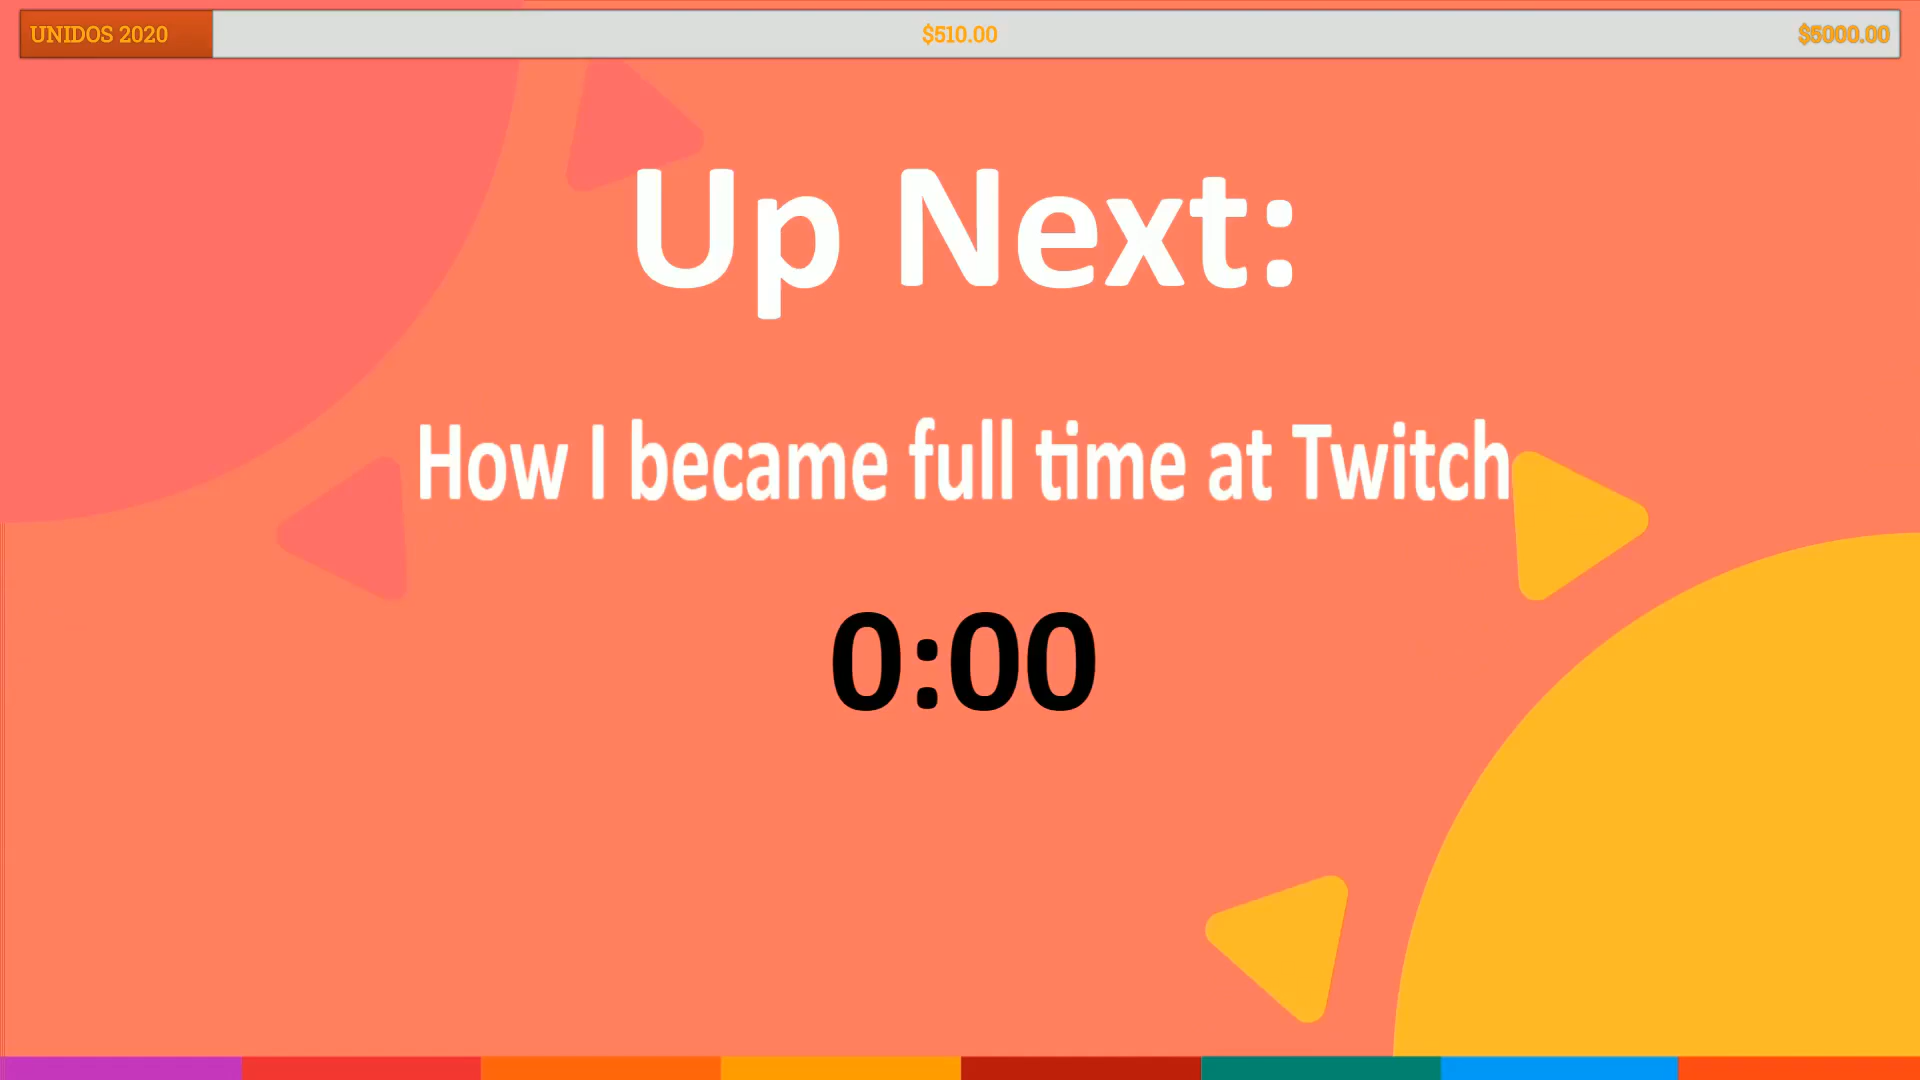 UNIDOS 2020 $510.00 $5000.00
Up Next:
How I became full time at Twitch
0:00